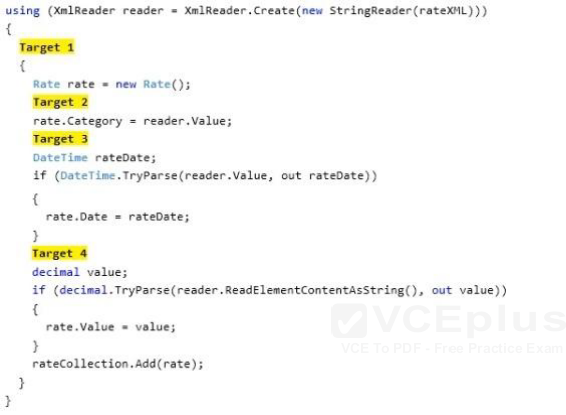 using (XmlReader reader = XmlReader.Create(new StringReader(rateXML)))
{
Target 1
{
Rate rate = new Rate();
Target 2
rate.Category = reader.Value;
Target 3
DateTime rateDate;
if (DateTime.TryParse(reader.Value, out rateDate))
{
rate.Date = rateDate;
}
Target 4
decimal value;
if (decimal.TryParse(reader.ReadElementContentAsString(), out value))
{
rate.Value = value;
}
rateCollection.Add(rate);
}
}
VCEplus
VCE To PDF - Free Practice Exam